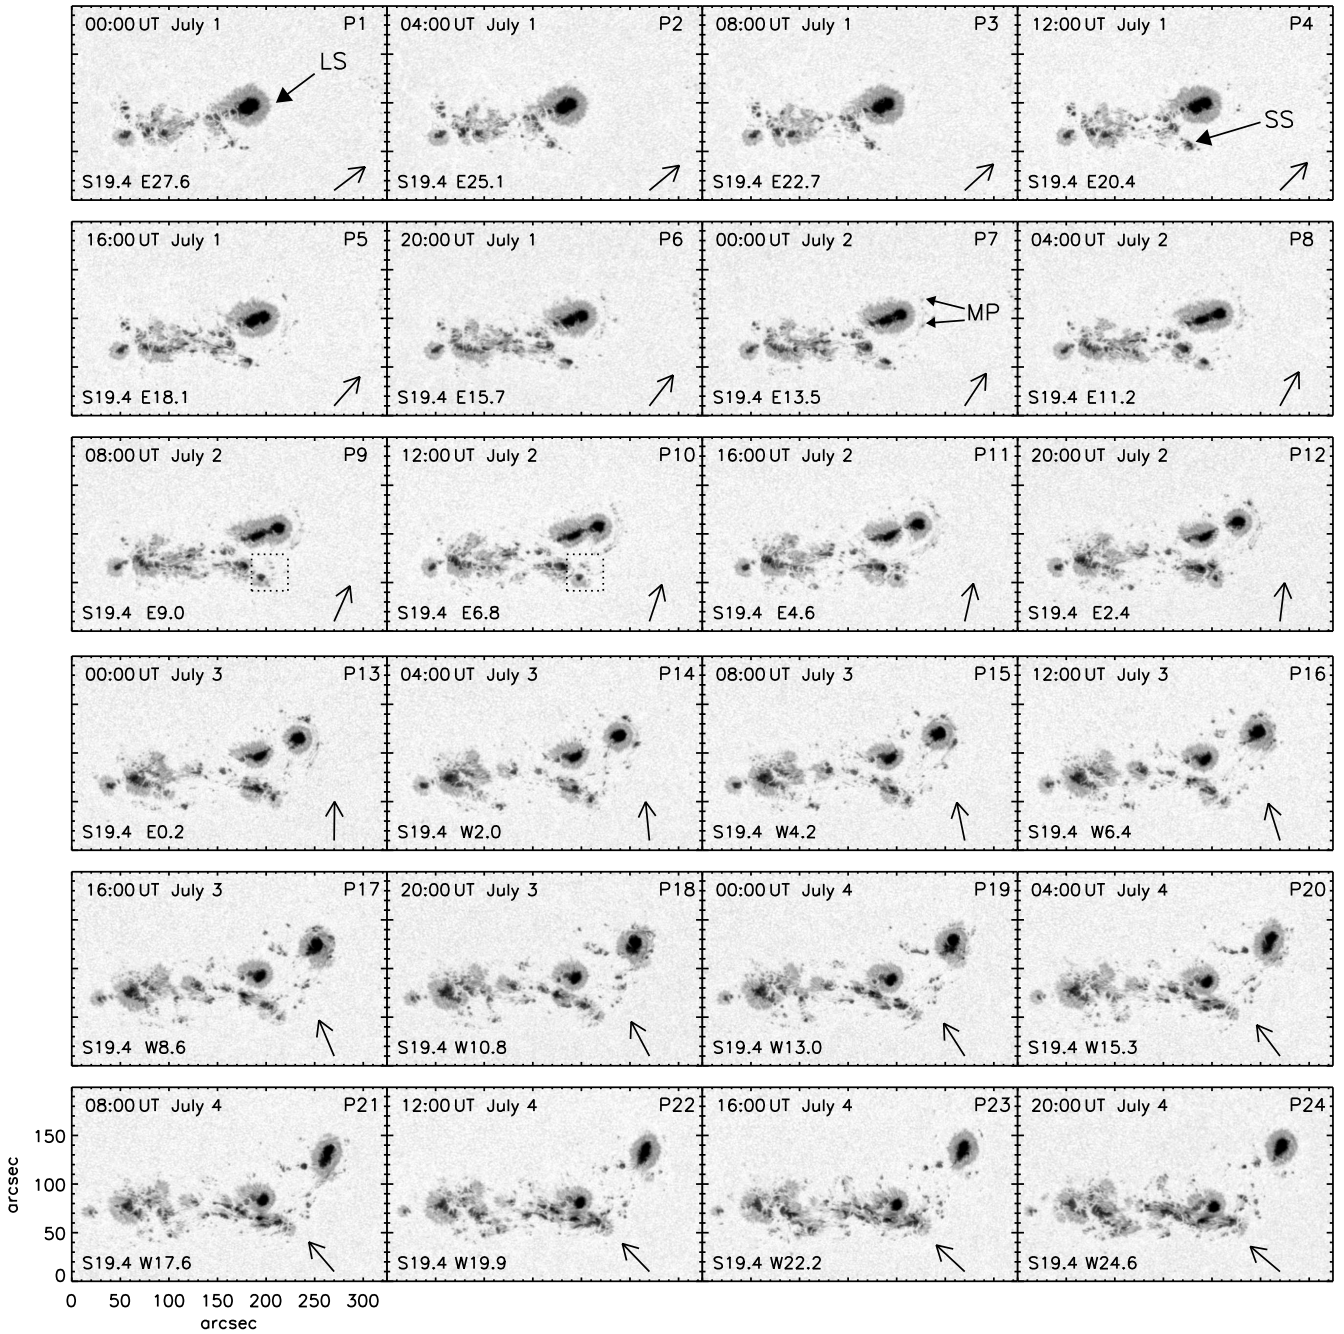 00:00 UT July 1 P1
LS
S19.4 E27.6
04:00 UT July 1 P2
S19.4 E25.1
08:00 UT July 1 P3
S19.4 E22.7
12:00 UT July 1 P4
SS
S19.4 E20.4
16:00 UT July 1 P5
S19.4 E18.1
20:00 UT July 1 P6
S19.4 E15.7
00:00 UT July 2 P7
MP
S19.4 E13.5
04:00 UT July 2 P8
S19.4 E11.2
08:00 UT July 2 P9
S19.4 E9.0
12:00 UT July 2 P10
S19.4 E6.8
16:00 UT July 2 P11
S19.4 E4.6
20:00 UT July 2 P12
S19.4 E2.4
00:00 UT July 3 P13
S19.4 E0.2
04:00 UT July 3 P14
S19.4 W2.0
08:00 UT July 3 P15
S19.4 W4.2
12:00 UT July 3 P16
S19.4 W6.4
16:00 UT July 3 P17
S19.4 W8.6
20:00 UT July 3 P18
S19.4 W10.8
00:00 UT July 4 P19
S19.4 W13.0
04:00 UT July 4 P20
S19.4 W15.3
08:00 UT July 4 P21
S19.4 W17.6
12:00 UT July 4 P22
S19.4 W19.9
16:00 UT July 4 P23
S19.4 W22.2
20:00 UT July 4 P24
S19.4 W24.6
150
100
50
0
arcsec
0 50 100 150 200 250 300
arcsec